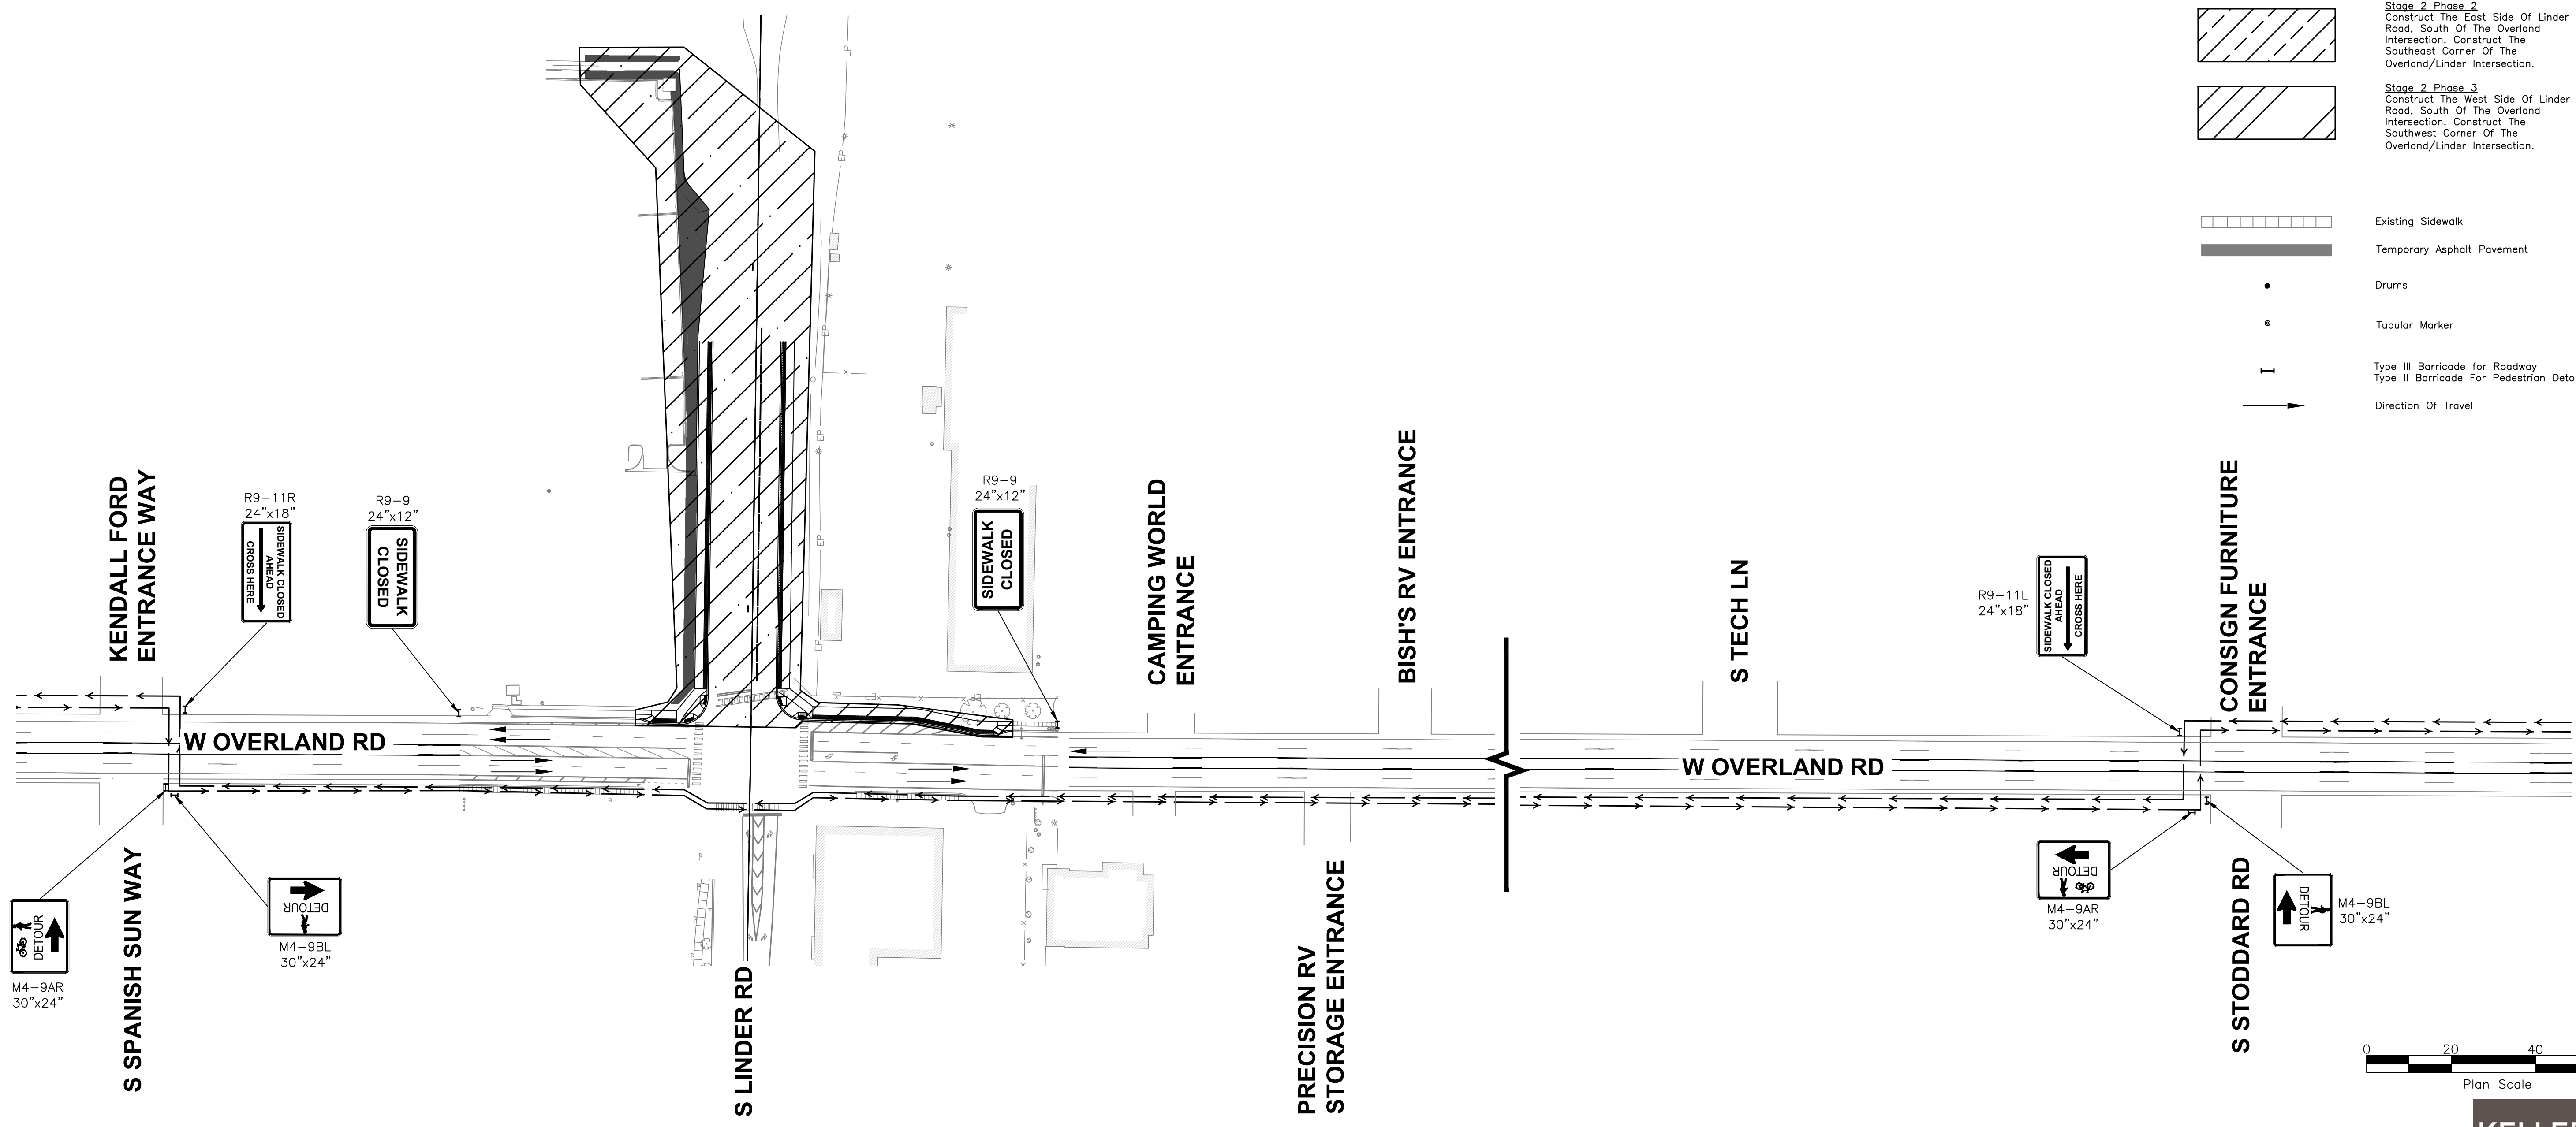 Stage 2 Phase 2
Construct The East Side Of Linder
Road, South Of The Overland
Intersection. Construct The
Southeast Corner Of The
Overland/Linder Intersection.
Stage 2 Phase 3
Construct The West Side Of Linder
Road, South Of The Overland
Intersection. Construct The
Southwest Corner Of The
Overland/Linder Intersection.
Existing Sidewalk
Temporary Asphalt Pavement
Drums
Tubular Marker
Type III Barricade for Roadway
Type II Barricade For Pedestrian Deto
Direction Of Travel
KENDALL FORD
ENTRANCE WAY
R9-11R
24"x18"
SIDEWALK CLOSED
AHEAD
CROSS HERE
R9-9
24"x12"
SIDEWALK
CLOSED
R9-9
24"x12"
SIDEWALK
CLOSED
CAMPING WORLD
ENTRANCE
BISH'S RV ENTRANCE
S TECH LN
R9-11L
24"x18"
SIDEWALK CLOSED
AHEAD
CROSS HERE
CONSIGN FURNITURE
ENTRANCE
EP
EP
EP
EP
EP
EP
EP
EP
W OVERLAND RD
W OVERLAND RD
DETOUR
M4-9AR
30"x24"
S SPANISH SUN WAY
DETOUR
M4-9BL
30"x24"
S LINDER RD
PRECISION RV
STORAGE ENTRANCE
DETOUR
M4-9AR
30"x24"
S STODDARD RD
DETOUR
M4-9BL
30"x24"
0 20 40
Plan Scale